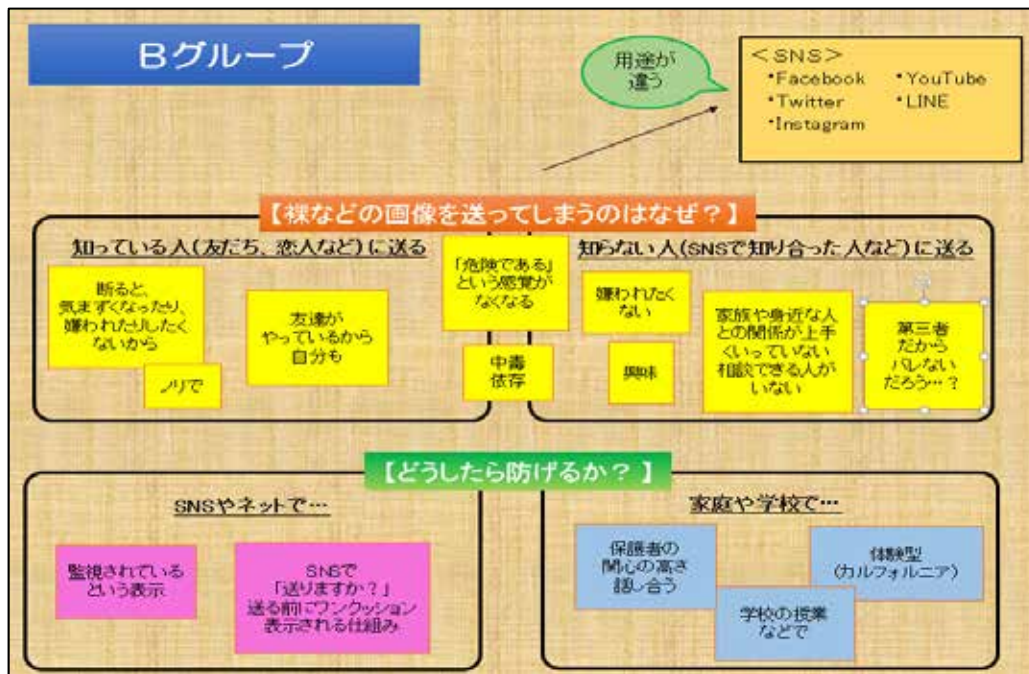 Bグループ
用途が
違う
＜SNS＞
・Facebook ・YouTube
・Twitter ・LINE
・Instagram
【裸などの画像を送ってしまうのはなぜ？】
知っている人(友だち、恋人など)に送る
断ると、
気まずくなったり、
嫌われたりしたく
ないから
ノリで
友達が
やっているから
自分も
「危険である」
という感覚が
なくなる
中毒
依存
知らない人(SNSで知り合った人など)に送る
嫌われたく
ない
興味
家族や身近な人
との関係が上手
くいっていない
相談できる人が
いない
第三者
だから
バレない
だろう…？
【どうしたら防げるか？】
SNSやネットで…
監視されている
という表示
SNSで
「送りますか？」
送る前にワンクッション
表示される仕組み
家庭や学校で…
保護者の
関心の高さ
話し合う
学校の授業
などで
体験型
(カルフォルニア)